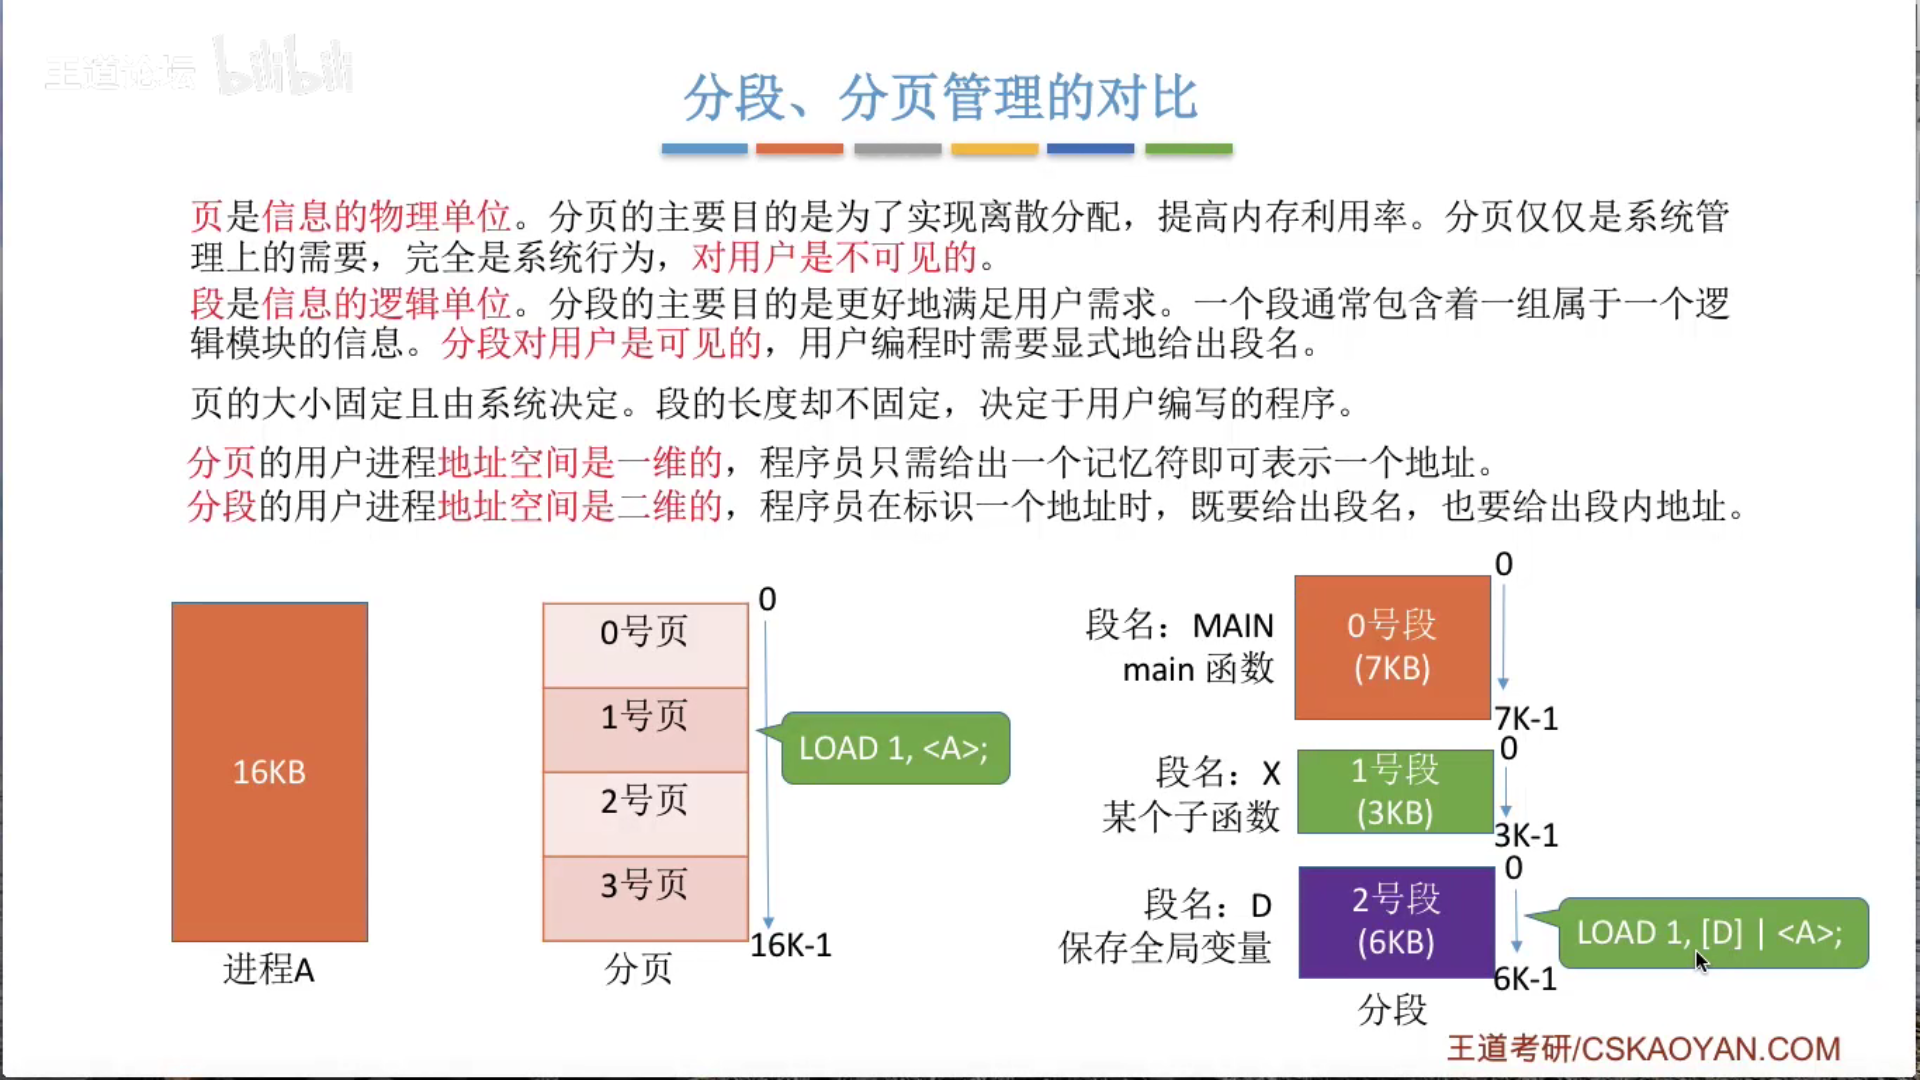 王道论坛 bilibili
分段、分页管理的对比
页是信息的物理单位。分页的主要目的是为了实现离散分配，提高内存利用率。分页仅仅是系统管
理上的需要，完全是系统行为，对用户是不可见的。
段是信息的逻辑单位。分段的主要目的是更好地满足用户需求。一个段通常包含着一组属于一个逻
辑模块的信息。分段对用户是可见的，用户编程时需要显式地给出段名。
页的大小固定且由系统决定。段的长度却不固定，决定于用户编写的程序。
分页的用户进程地址空间是一维的，程序员只需给出一个记忆符即可表示一个地址。
分段的用户进程地址空间是二维的，程序员在标识一个地址时，既要给出段名，也要给出段内地址。
16KB
进程A
0号页
1号页
2号页
3号页
分页
0
LOAD 1, <A>;
16K-1
段名：MAIN
main 函数
0号段
(7KB)
0
7K-1
段名：X
某个子函数
1号段
(3KB)
0
3K-1
段名：D
保存全局变量
2号段
(6KB)
0
LOAD 1, [D] | <A>;
6K-1
分段
王道考研/CSKAOYAN.COM